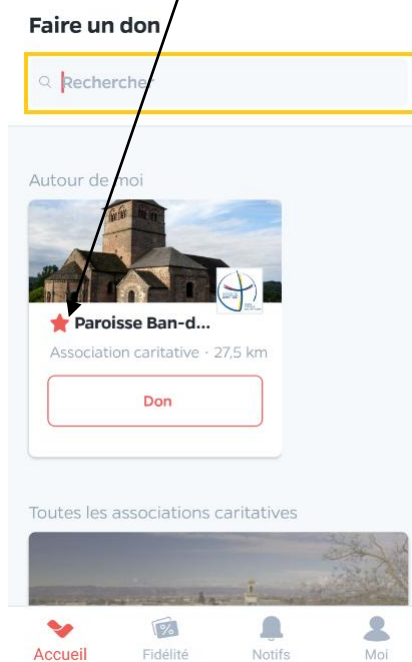 Faire un don
Rechercher
Autour de moi
Paroisse Ban-d...
Association caritative · 27,5 km
Don
Toutes les associations caritatives
Accueil
Fidélité
Notifs
Moi